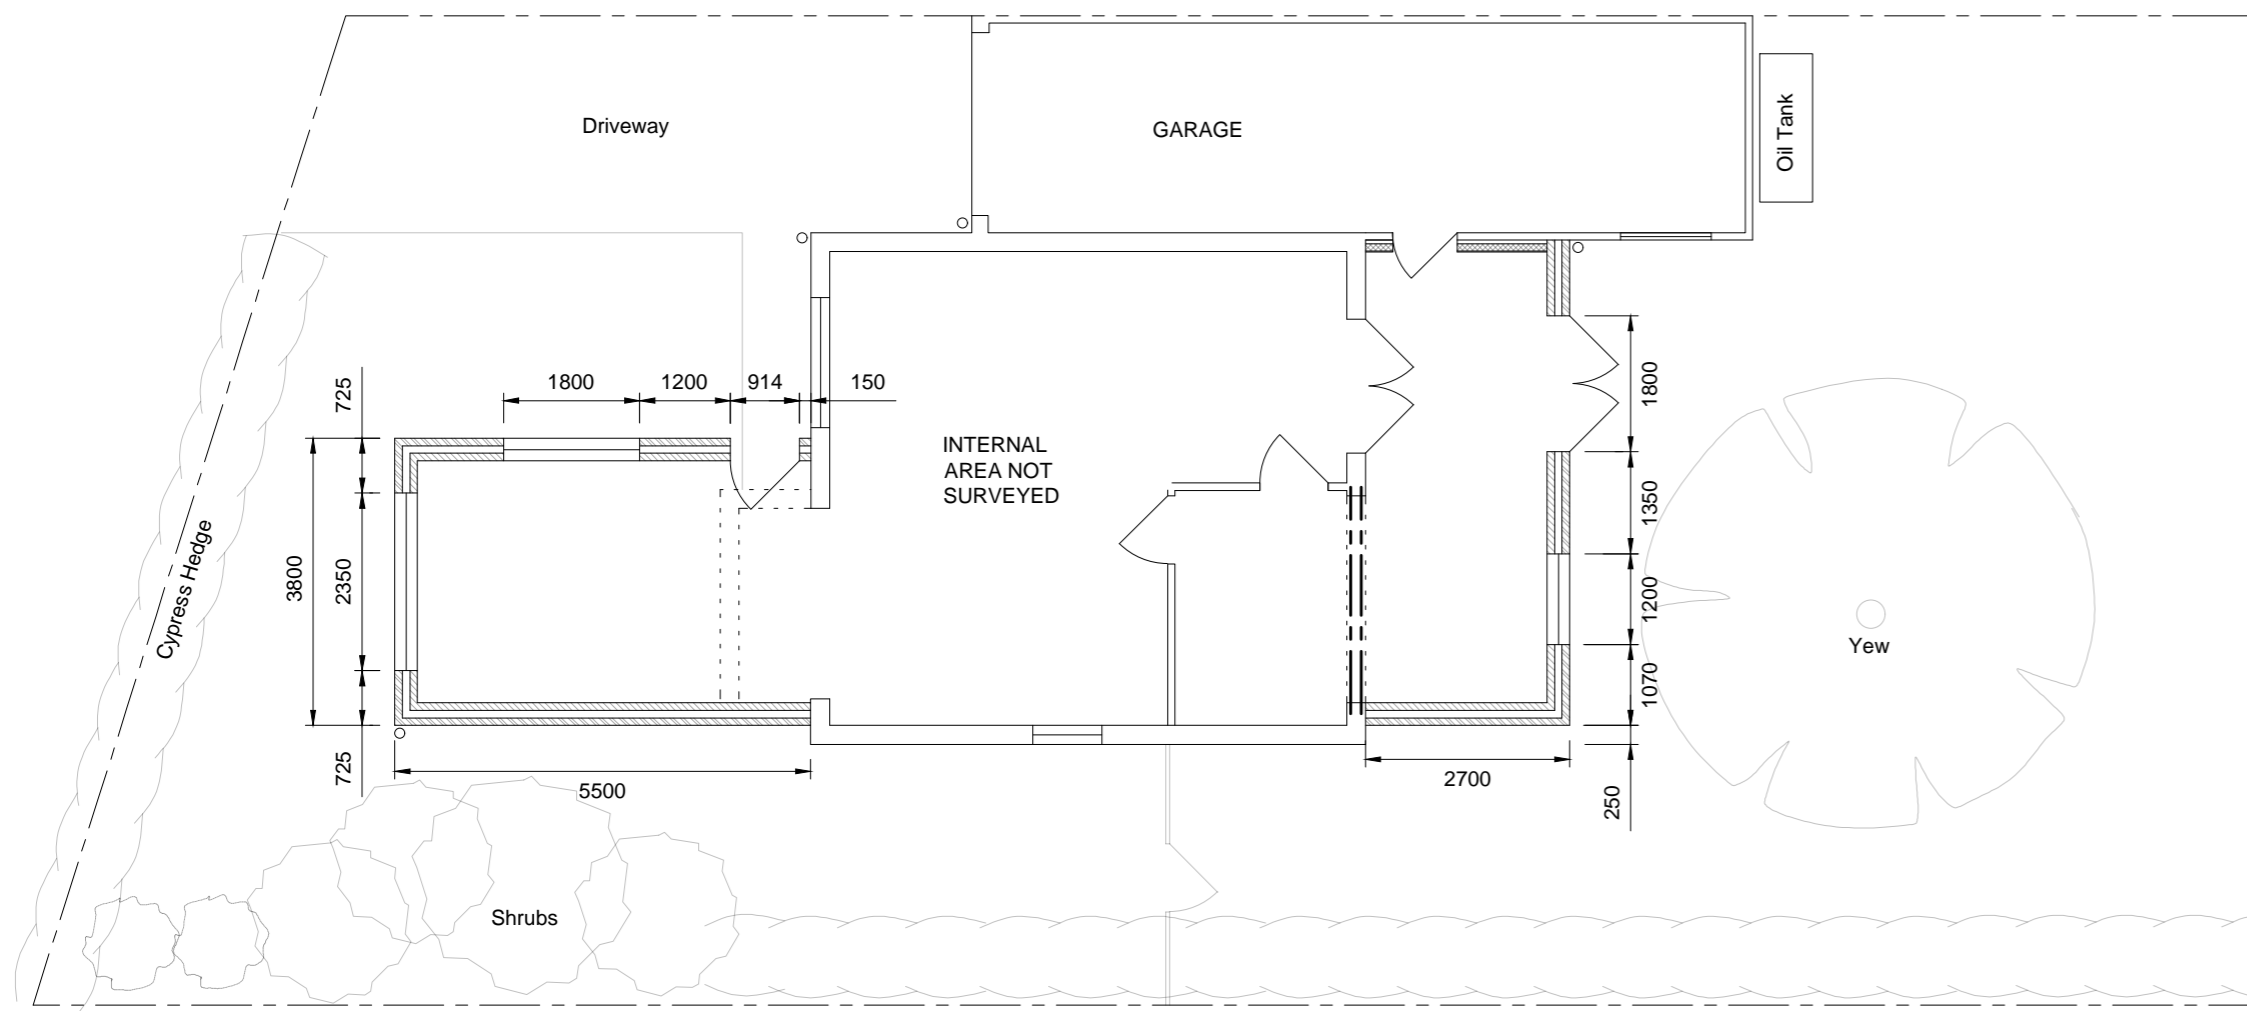 Driveway
GARAGE
Oil Tank
1800
1200
914
150
725
3800
2350
725
5500
Cypress Hedge
INTERNAL
AREA NOT
SURVEYED
1800
1350
1200
1070
250
2700
Yew
Shrubs